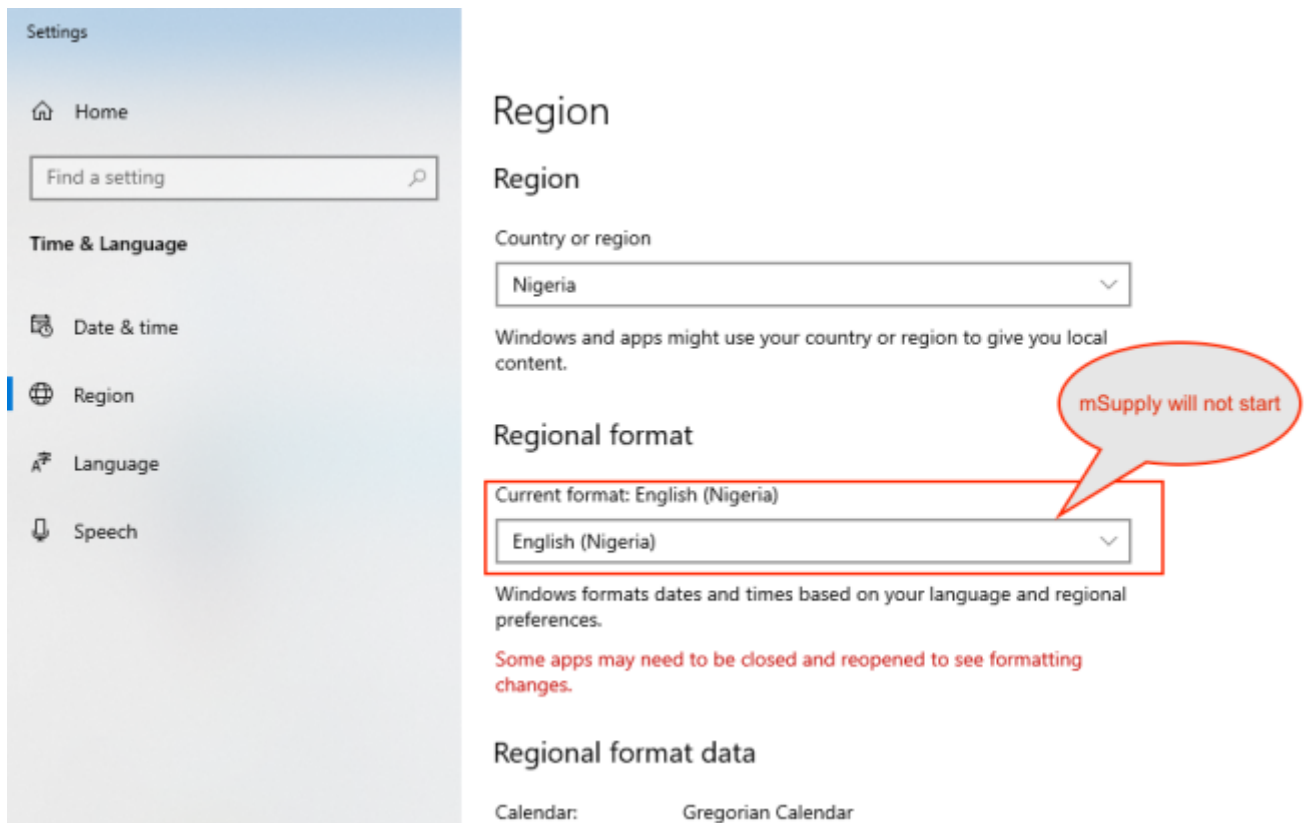 Settings
Home
Find a setting
Time & Language
Date & time
Region
Language
Speech
Region
Region
Country or region
Nigeria
Windows and apps might use your country or region to give you local
content.
mSupply will not start
Regional format
Current format: English (Nigeria)
English (Nigeria)
Windows formats dates and times based on your language and regional
preferences.
Some apps may need to be closed and reopened to see formatting
changes.
Regional format data
Calendar: Gregorian Calendar